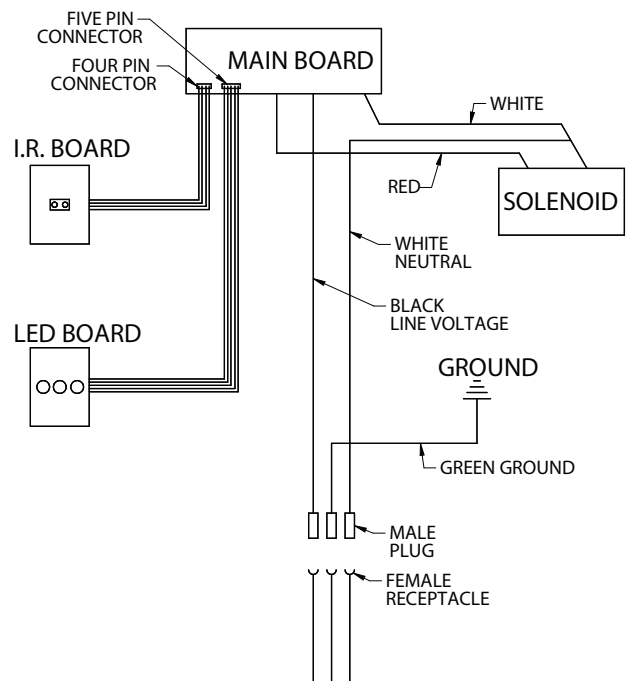 FIVE PIN
CONNECTOR
MAIN BOARD
FOUR PIN
CONNECTOR
WHITE
I.R. BOARD
RED
SOLENOID
WHITE
NEUTRAL
BLACK
LINE VOLTAGE
LED BOARD
GROUND
GREEN GROUND
MALE
PLUG
FEMALE
RECEPTACLE